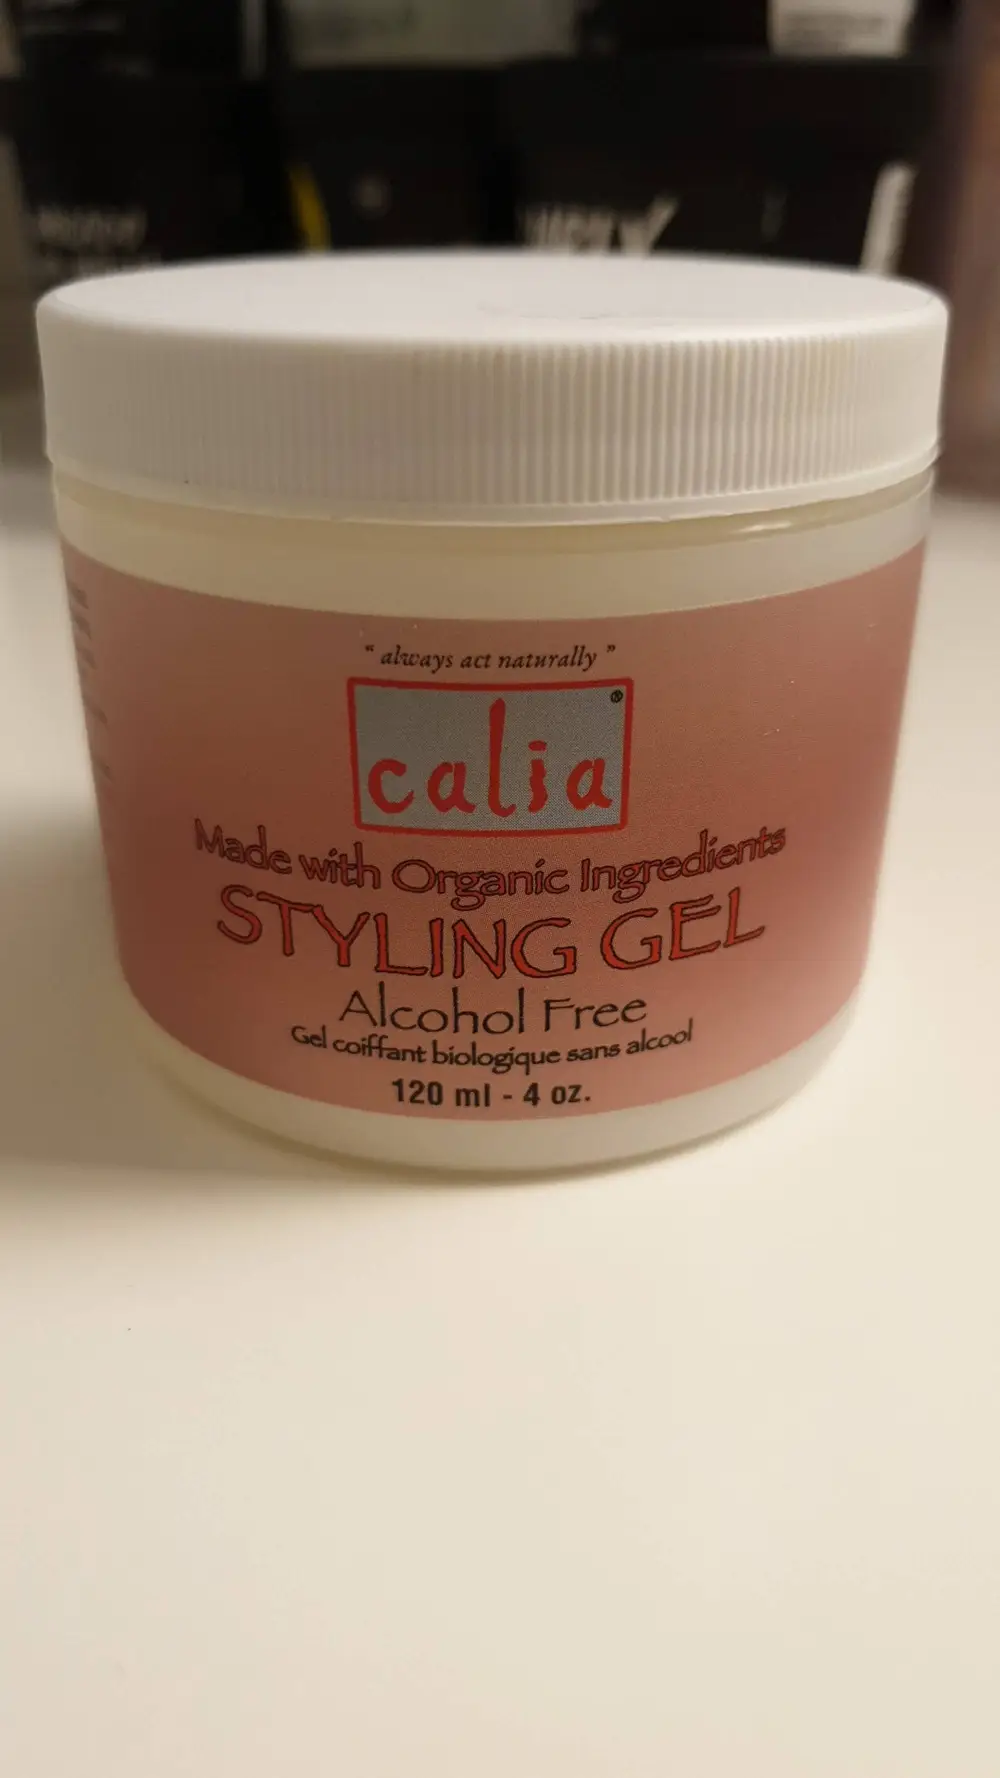 “ always act naturally ”
calia®
Made with Organic Ingredients
STYLING GEL
Alcohol Free
Gel coiffant biologique sans alcool
120 ml - 4 oz.